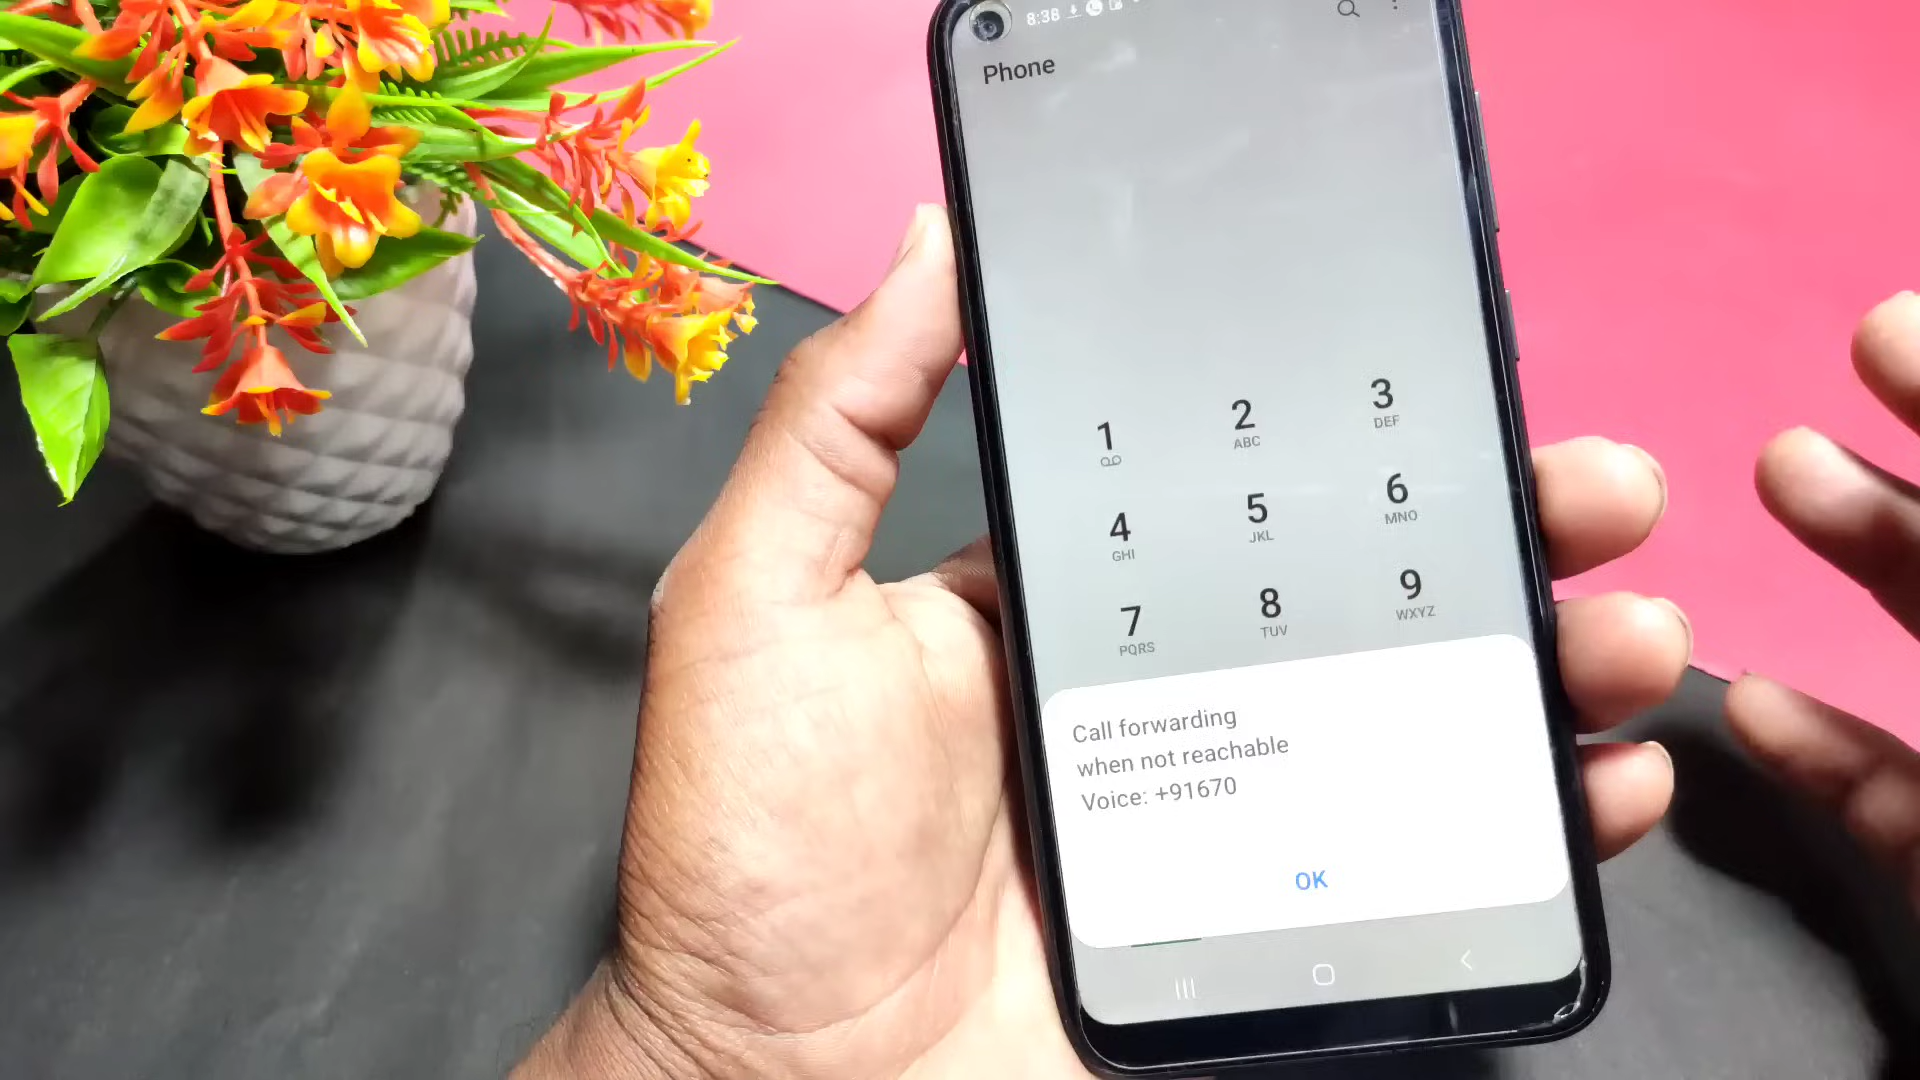 8:38
Phone
1
2
ABC
3
DEF
4
GHI
5
JKL
6
MNO
7
PQRS
8
TUV
9
WXYZ
Call forwarding
when not reachable
Voice: +91670
OK